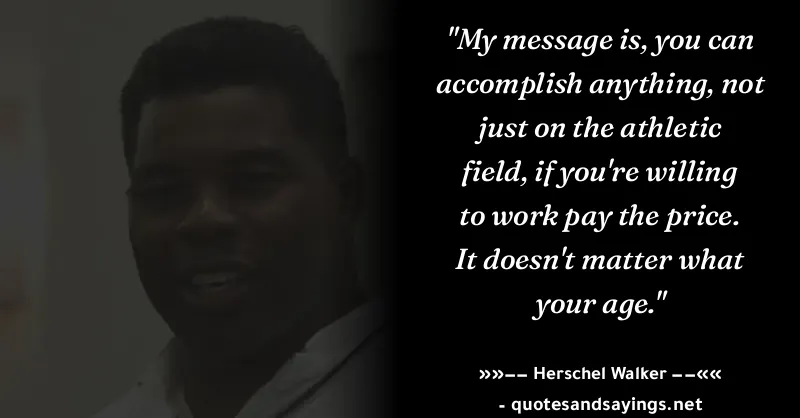 "My message is, you can
accomplish anything, not
just on the athletic
field, if you're willing
to work pay the price.
It doesn't matter what
your age."
»»−− Herschel Walker −−««
- quotesandsayings.net